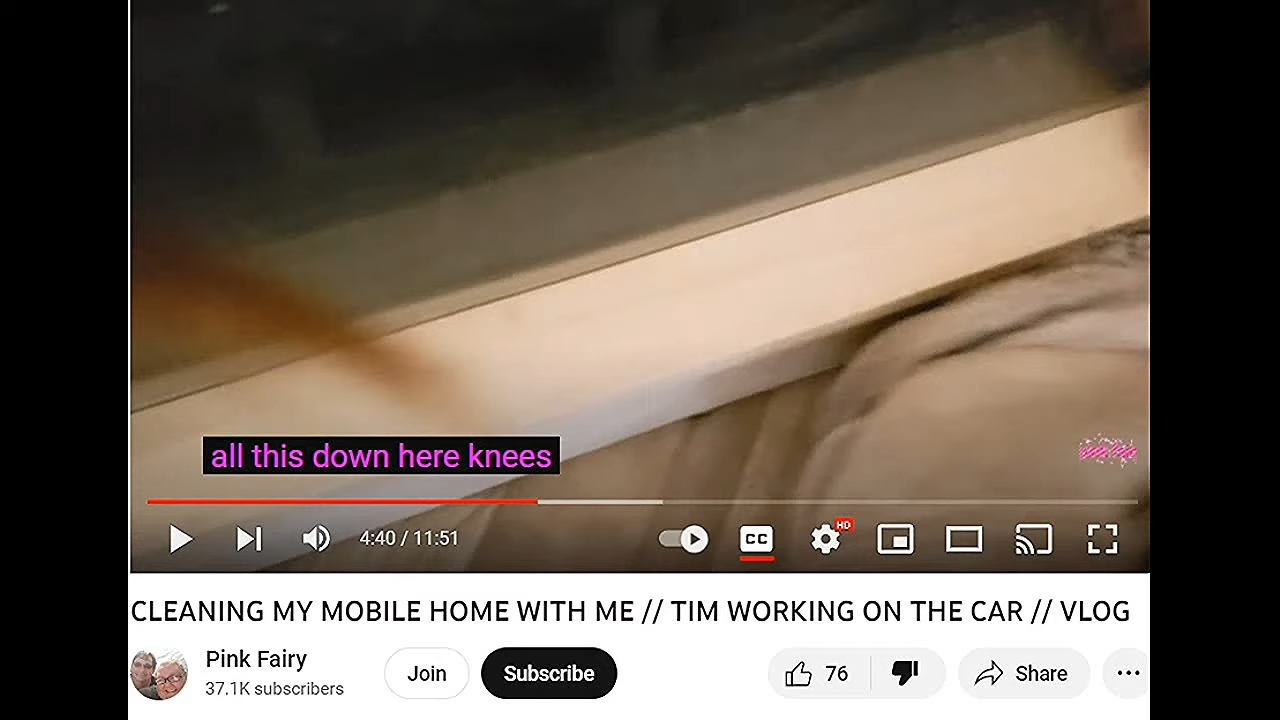 all this down here knees
4:40 / 11:51
CC
HD
CLEANING MY MOBILE HOME WITH ME // TIM WORKING ON THE CAR // VLOG
Pink Fairy
37.1K subscribers
Join
Subscribe
76
Share